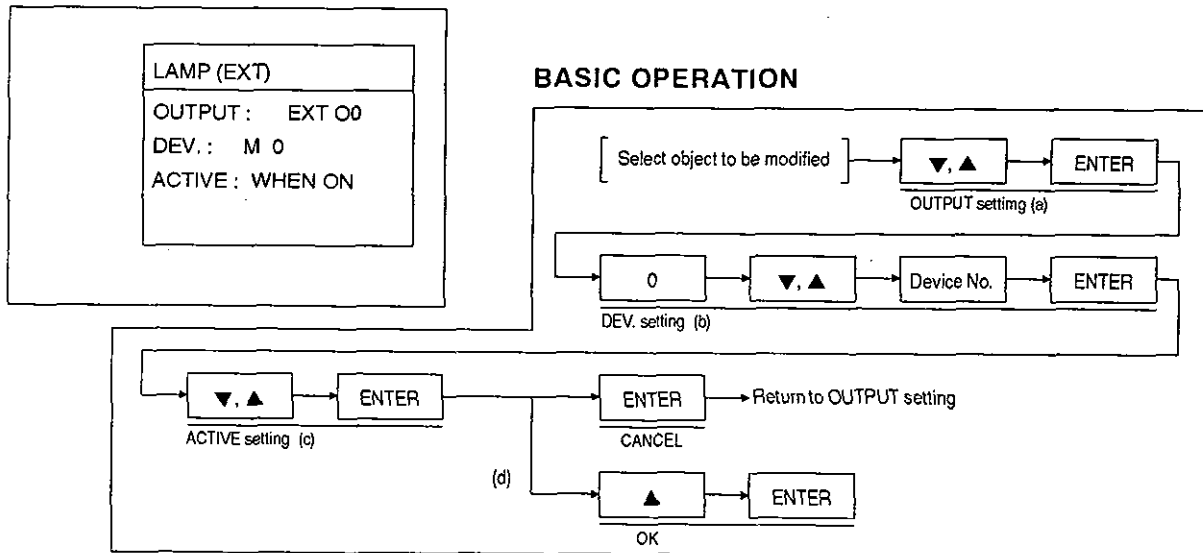 LAMP (EXT)
OUTPUT : EXT O0
DEV. : M 0
ACTIVE : WHEN ON
BASIC OPERATION
[ Select object to be modified ] ▼, ▲ ENTER
OUTPUT settimg (a)
0 ▼, ▲ Device No. ENTER
DEV. setting (b)
▼, ▲ ENTER ENTER Return to OUTPUT setting
ACTIVE setting (c) CANCEL
(d) ▲ ENTER
OK